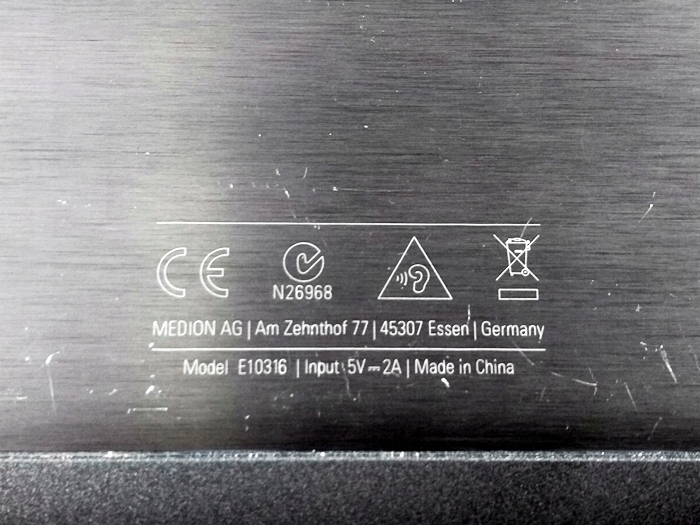 CE
N26968
MEDION AG | Am Zehnthof 77 | 45307 Essen | Germany
Model E10316 | Input 5V⎓2A | Made in China